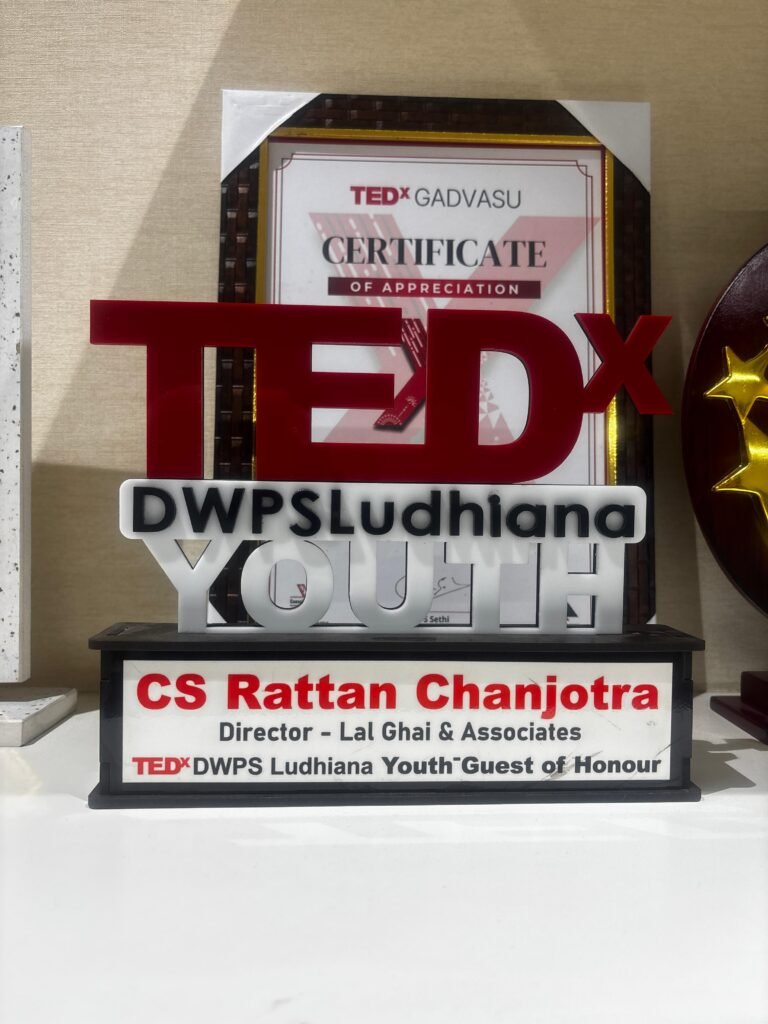 TEDx GADVASU
CERTIFICATE
OF APPRECIATION
TEDx
DWPSLudhiana
YOUTH
Sethi
CS Rattan Chanjotra
Director - Lal Ghai & Associates
TEDx DWPS Ludhiana Youth-Guest of Honour